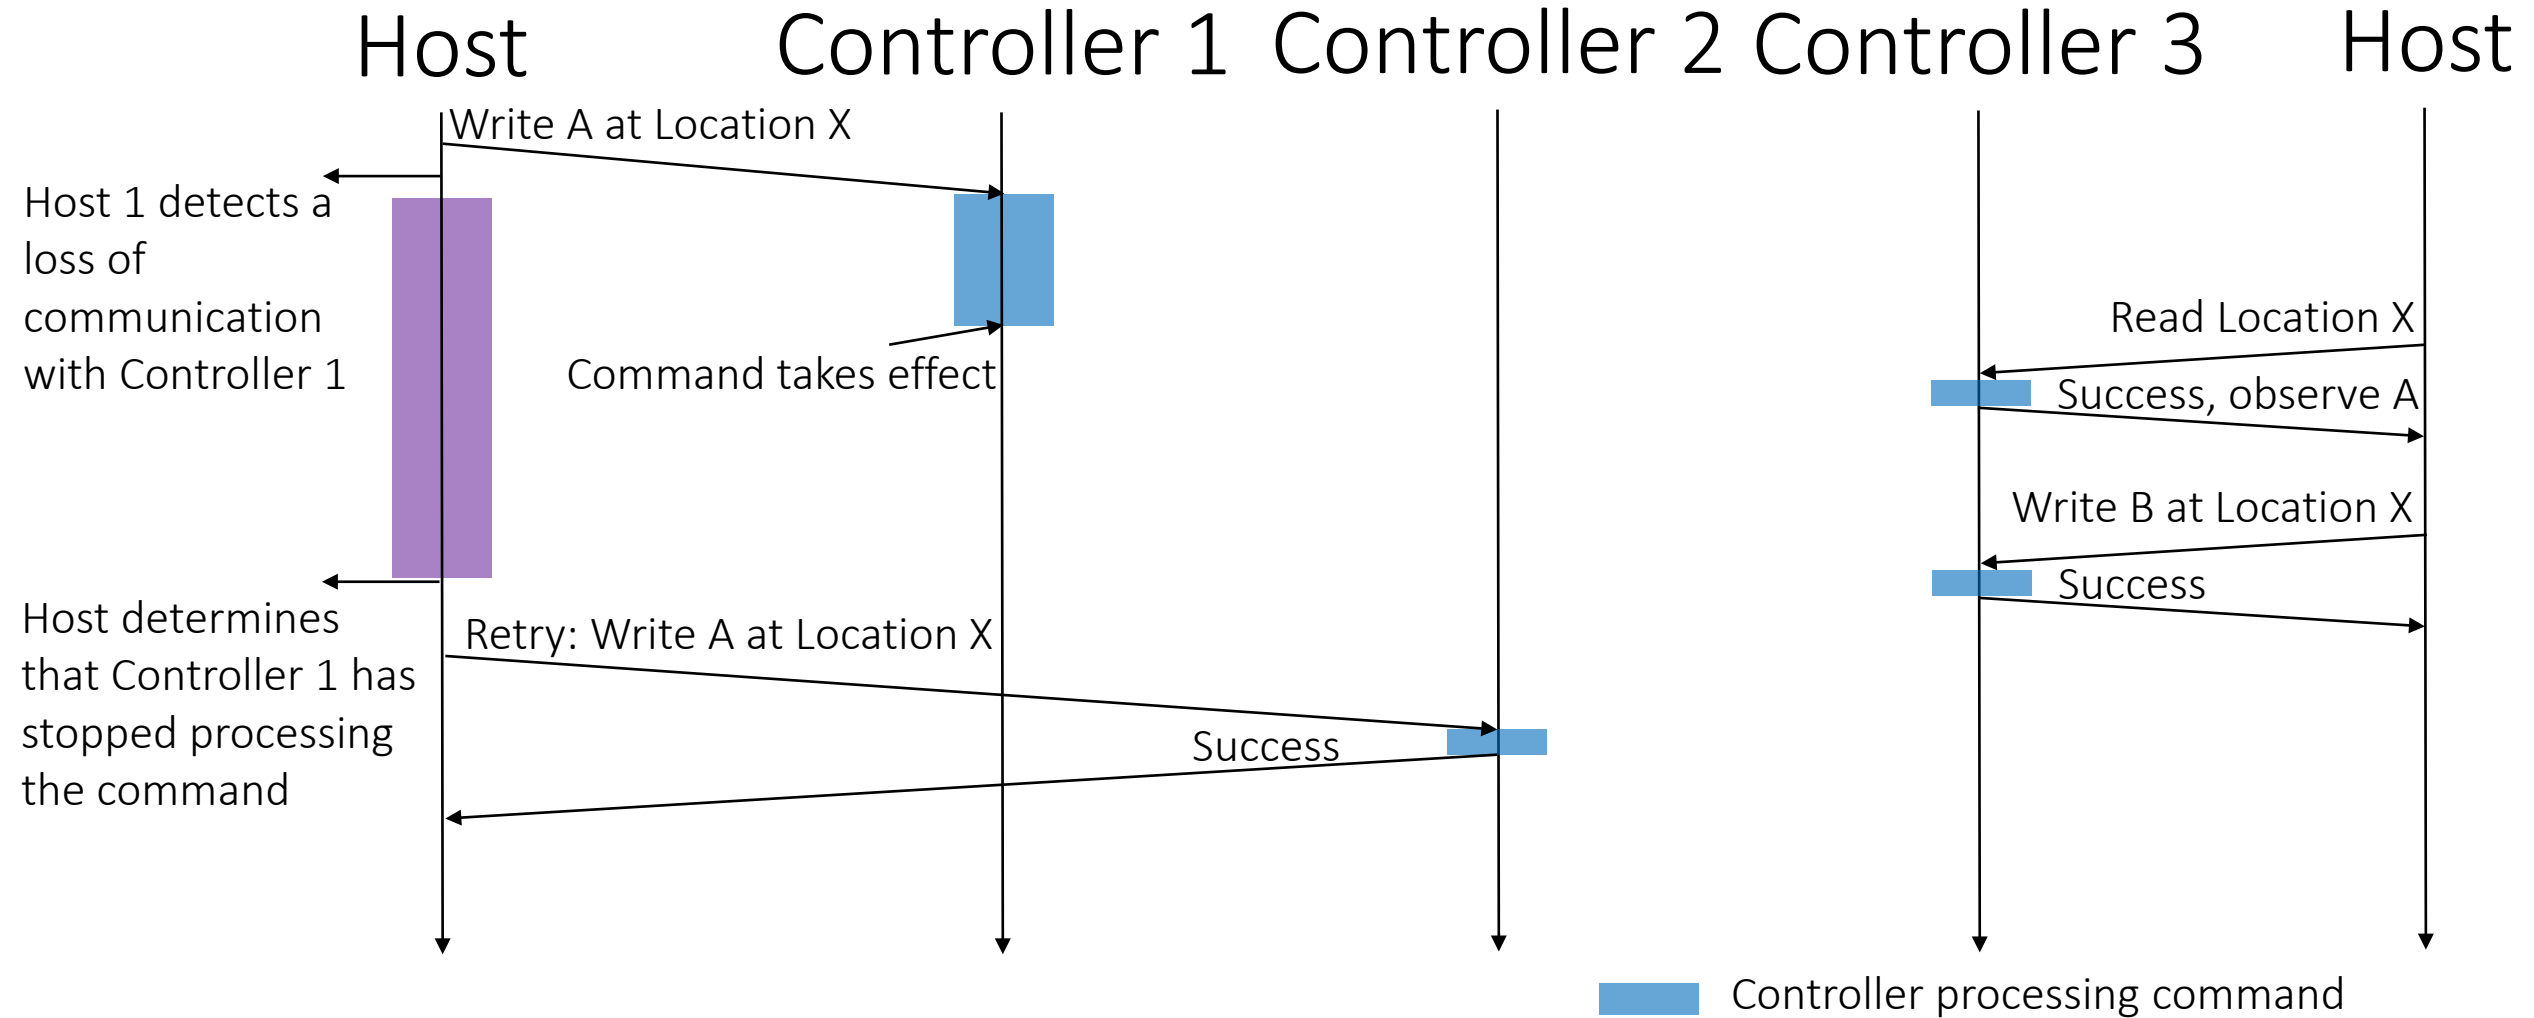 Host
Controller 1
Controller 2
Controller 3
Host
Write A at Location X
Host 1 detects a
loss of
communication
with Controller 1
Command takes effect
Read Location X
Success, observe A
Write B at Location X
Success
Host determines
that Controller 1 has
stopped processing
the command
Retry: Write A at Location X
Success
Controller processing command